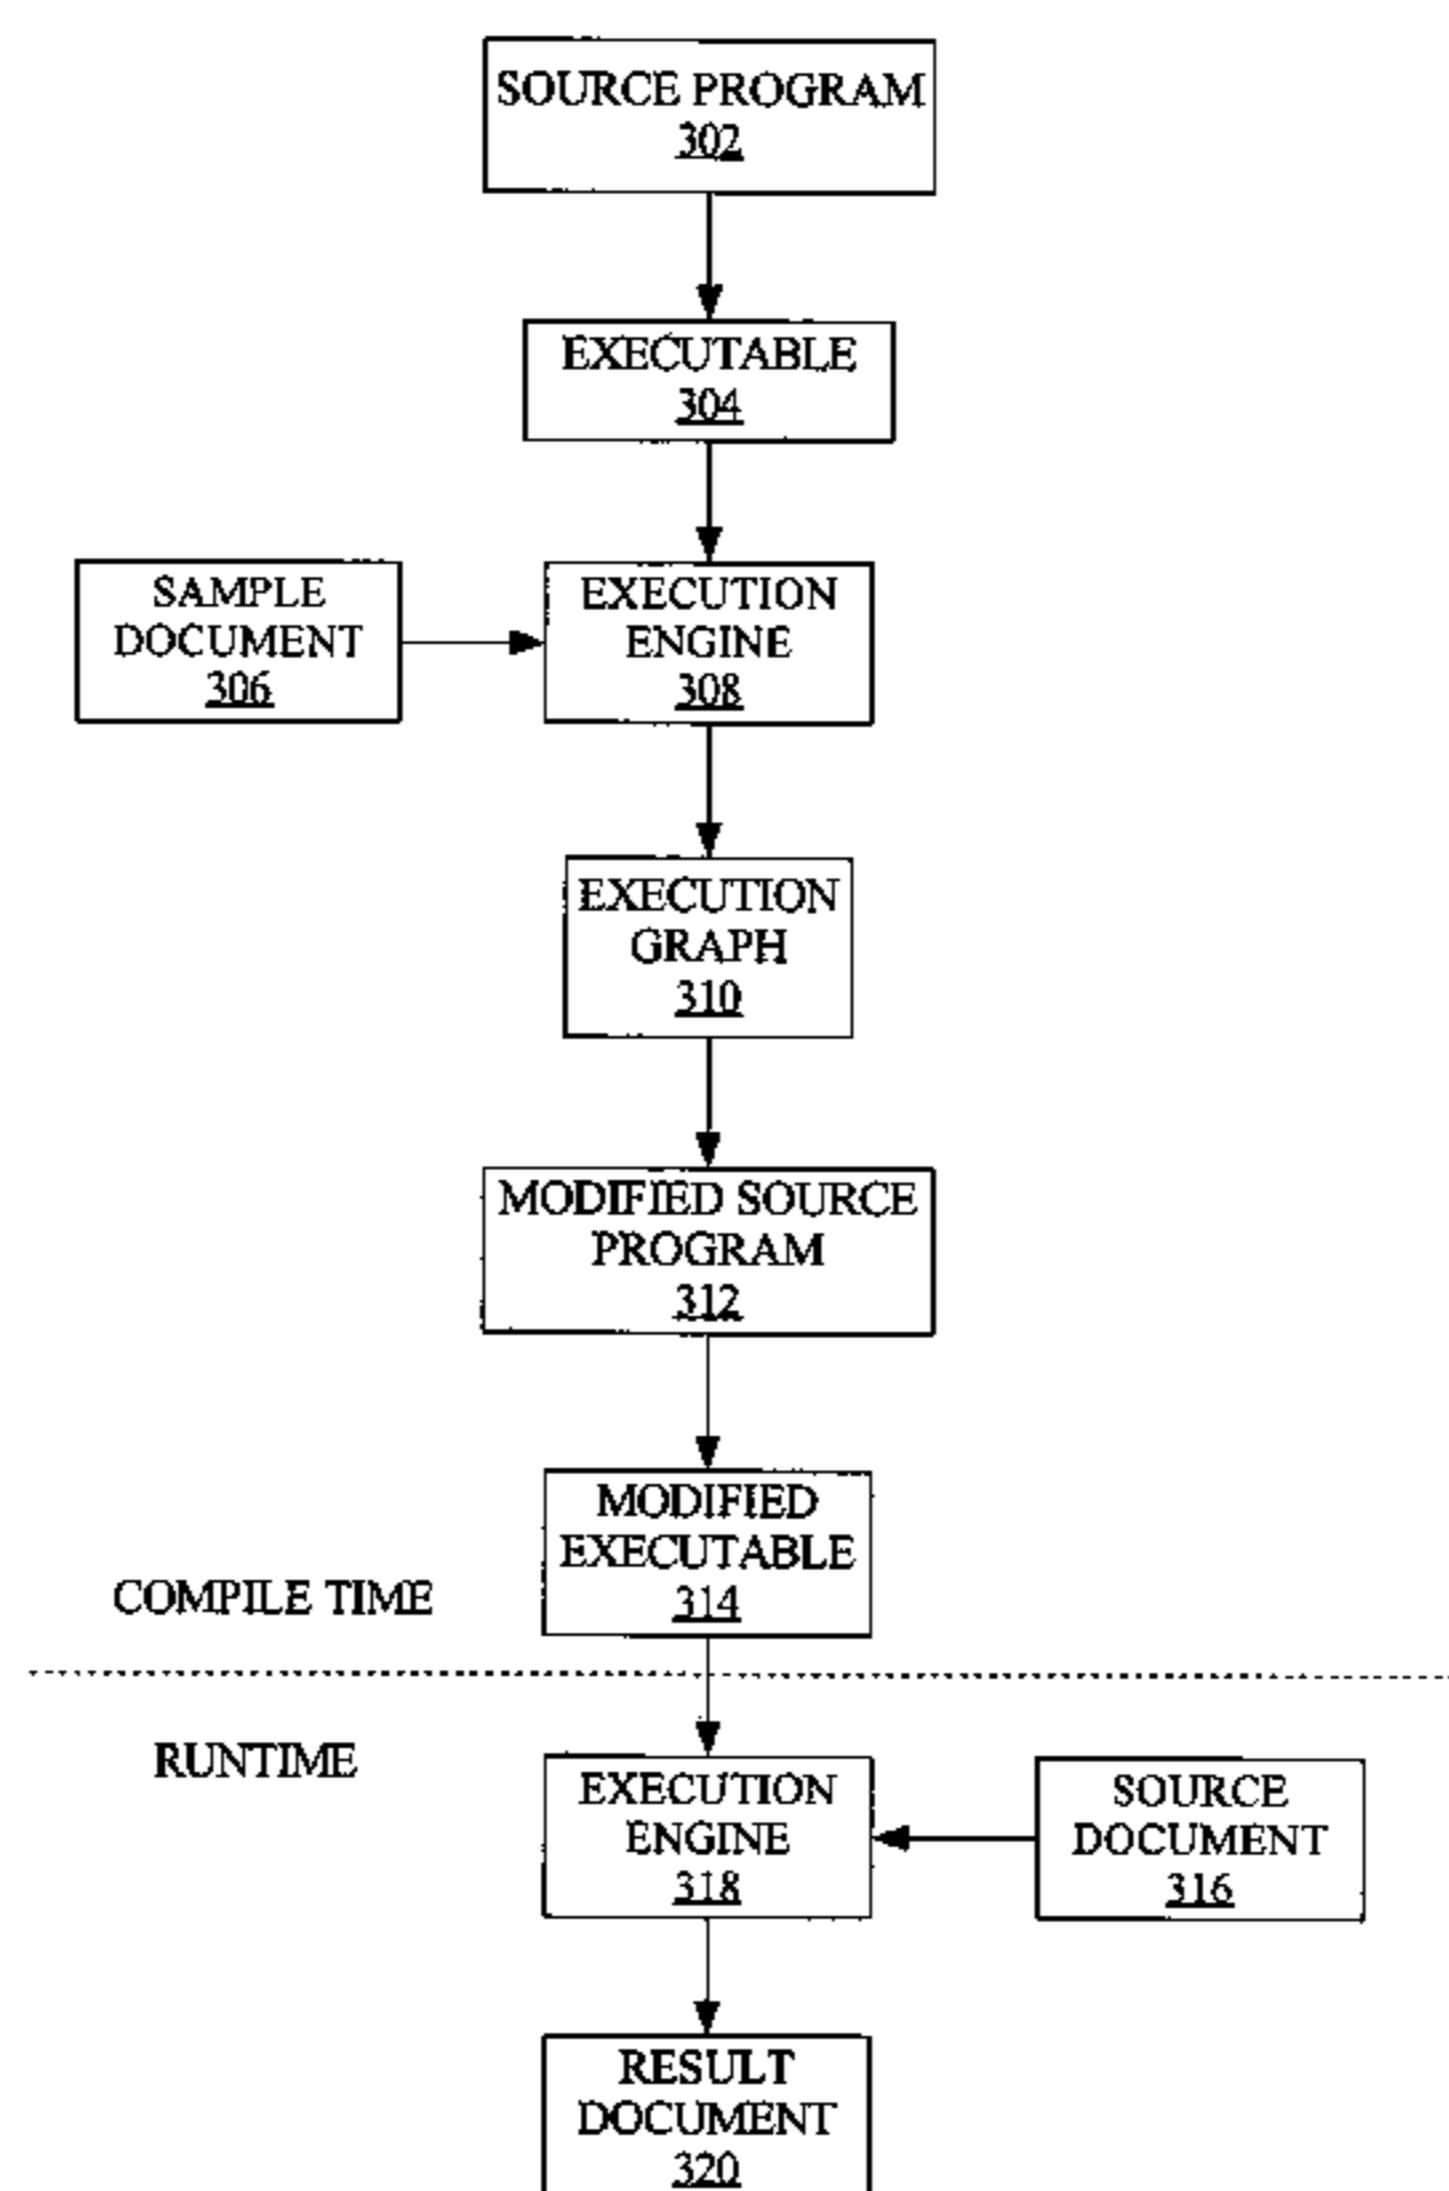 SOURCE PROGRAM
302
EXECUTABLE
304
SAMPLE
DOCUMENT
306
EXECUTION
ENGINE
308
EXECUTION
GRAPH
310
MODIFIED SOURCE
PROGRAM
312
MODIFIED
EXECUTABLE
314
COMPILE TIME
RUNTIME
EXECUTION
ENGINE
318
SOURCE
DOCUMENT
316
RESULT
DOCUMENT
320